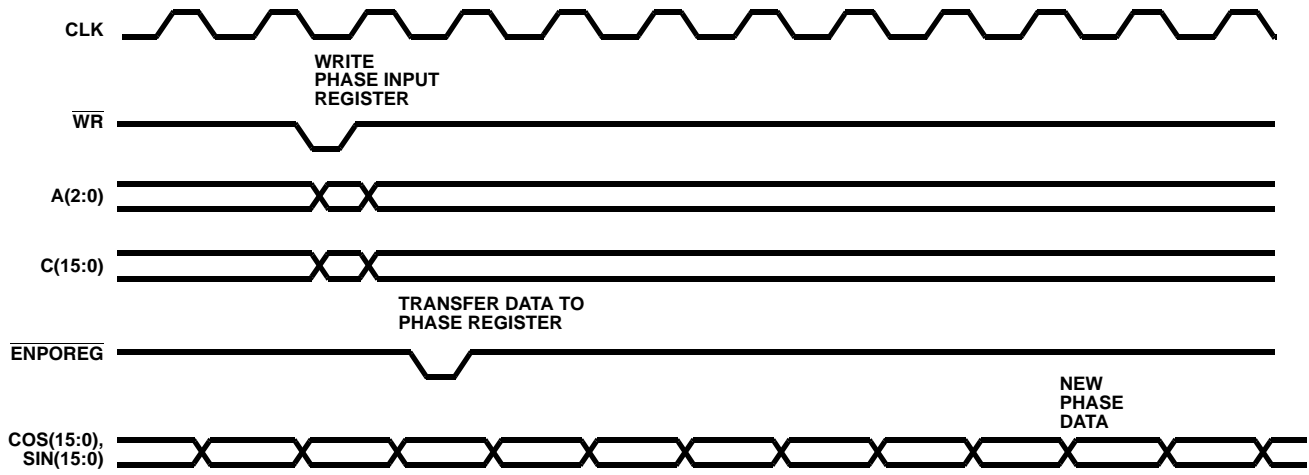 CLK
WRITE
PHASE INPUT
REGISTER
WR
A(2:0)
C(15:0)
TRANSFER DATA TO
PHASE REGISTER
ENPOREG
NEW
PHASE
DATA
COS(15:0),
SIN(15:0)